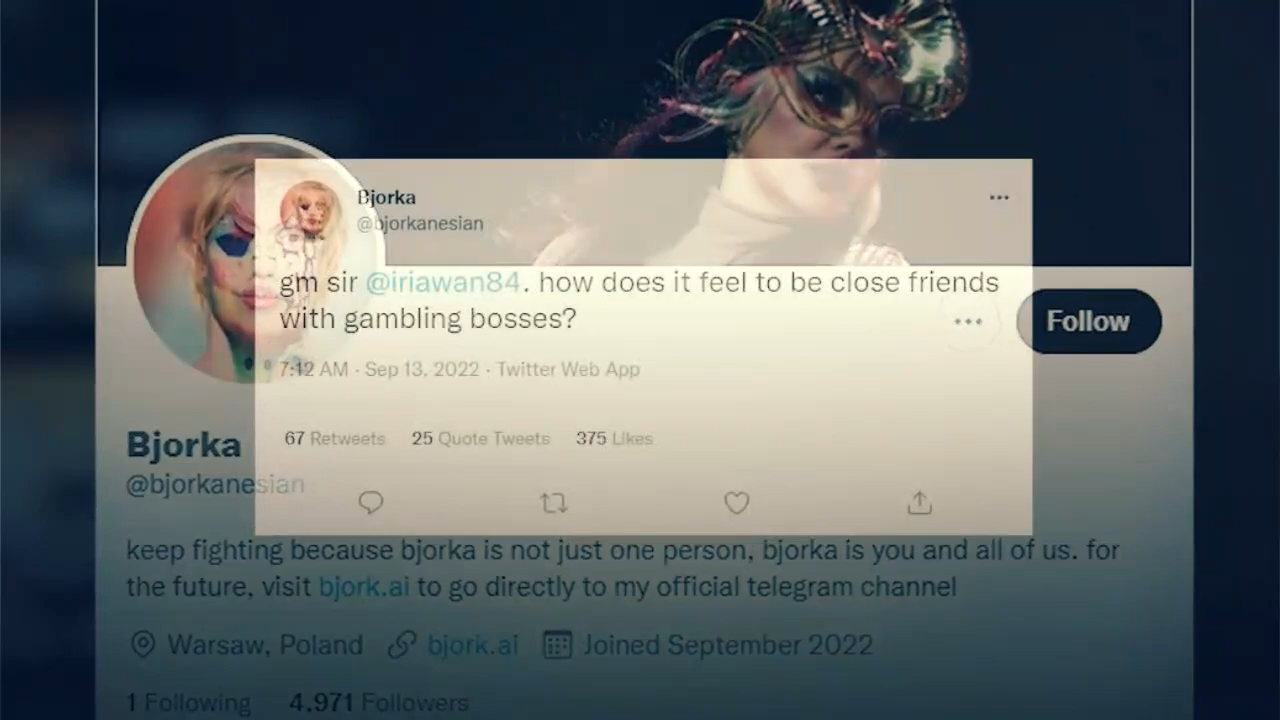 Bjorka
@bjorkanesian
gm sir @iriawan84. how does it feel to be close friends
with gambling bosses?
7:12 AM · Sep 13, 2022 · Twitter Web App
67 Retweets 25 Quote Tweets 375 Likes
Follow
Bjorka
@bjorkanesian
keep fighting because bjorka is not just one person, bjorka is you and all of us. for
the future, visit bjork.ai to go directly to my official telegram channel
Warsaw, Poland bjork.ai Joined September 2022
1 Following 4.971 Followers